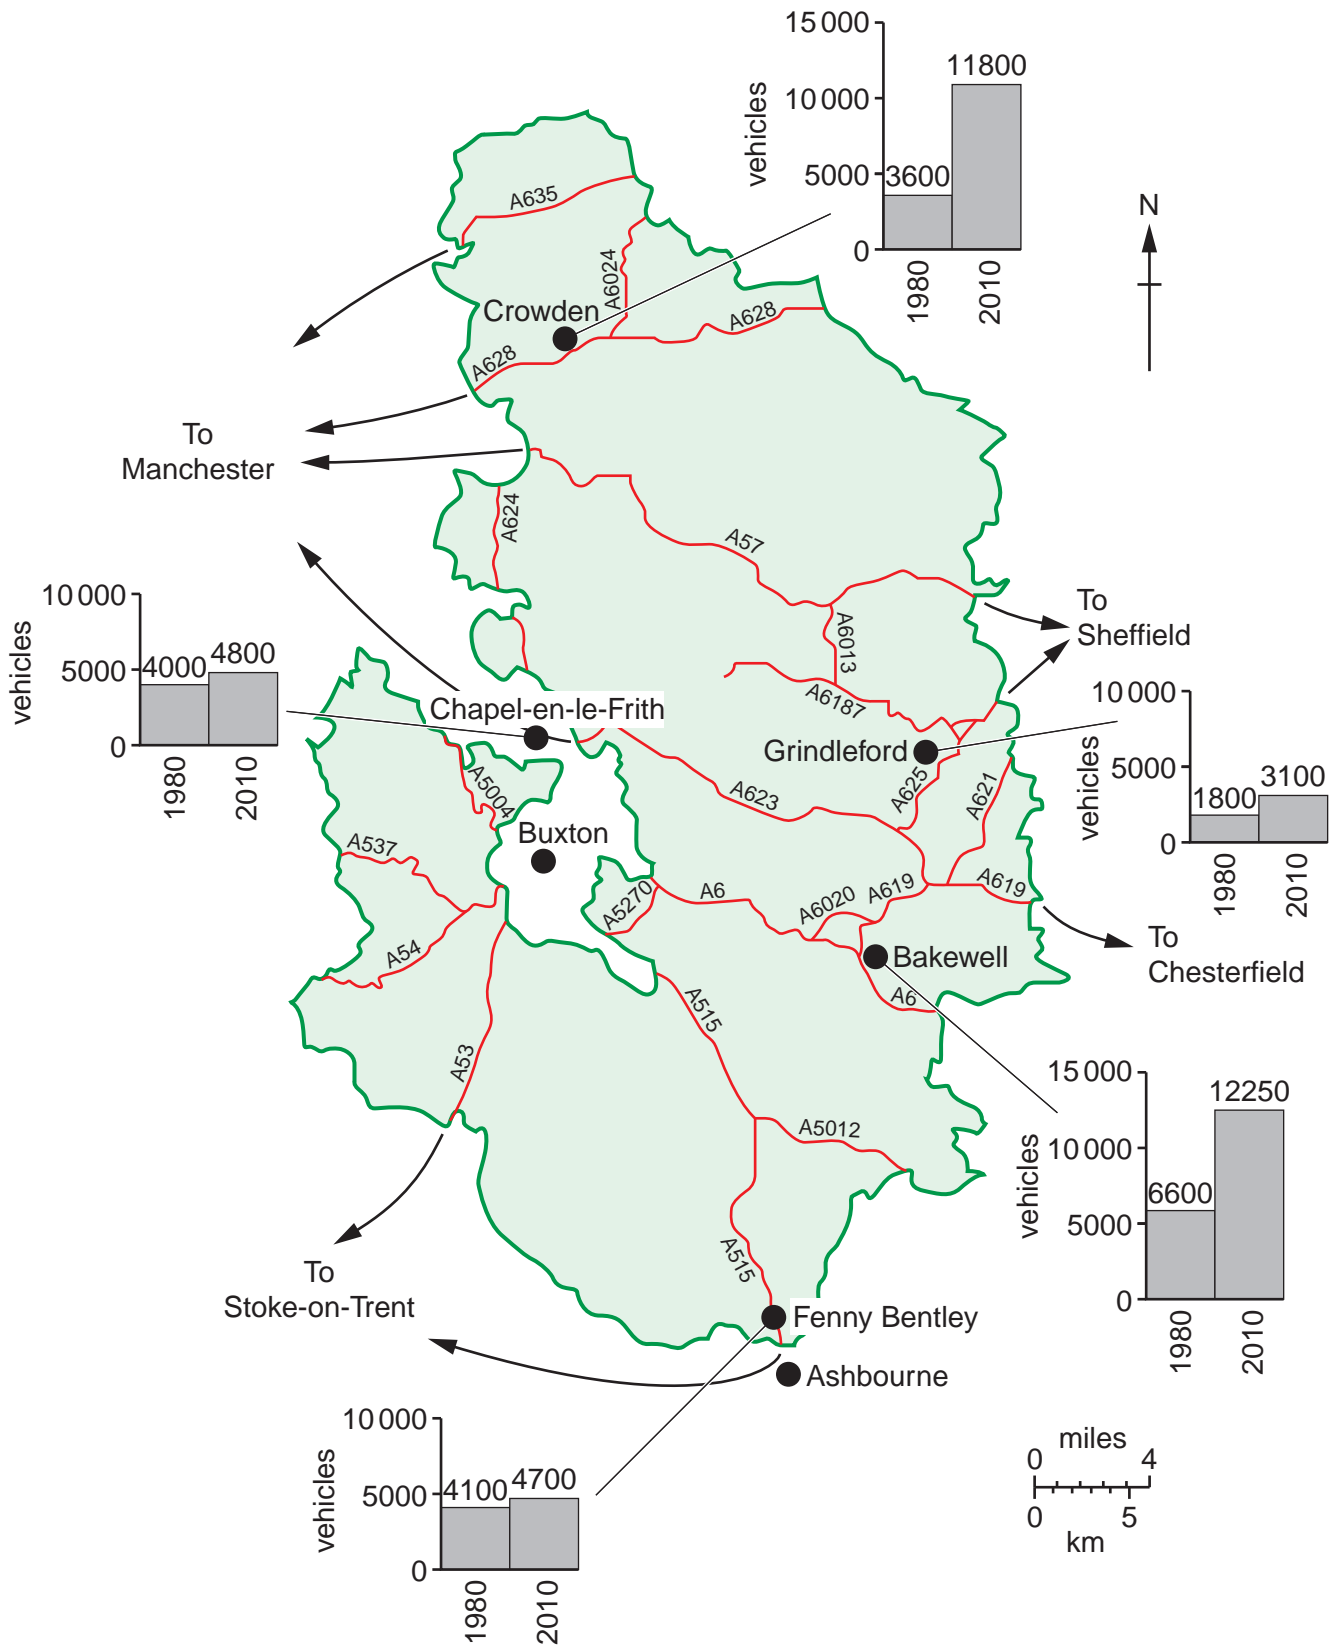 15 000
11800
10 000
vehicles
5000
3600
0
1980
2010
N
A635
A6024
Crowden
A628
A628
To
Manchester
A624
A57
10 000
vehicles
5000
4000
4800
0
1980
2010
To
Sheffield
A6013
A6187
Chapel-en-le-Frith
Grindleford
10 000
vehicles
5000
1800
3100
0
1980
2010
A5004
A623
A625
A621
Buxton
A537
A5270
A6
A6020
A619
A619
A54
Bakewell
To
Chesterfield
A6
A515
A53
A5012
15 000
12250
vehicles
10 000
6600
5000
0
1980
2010
To
Stoke-on-Trent
A515
Fenny Bentley
Ashbourne
10 000
vehicles
5000
4100
4700
0
1980
2010
miles
0 4
0 5
km